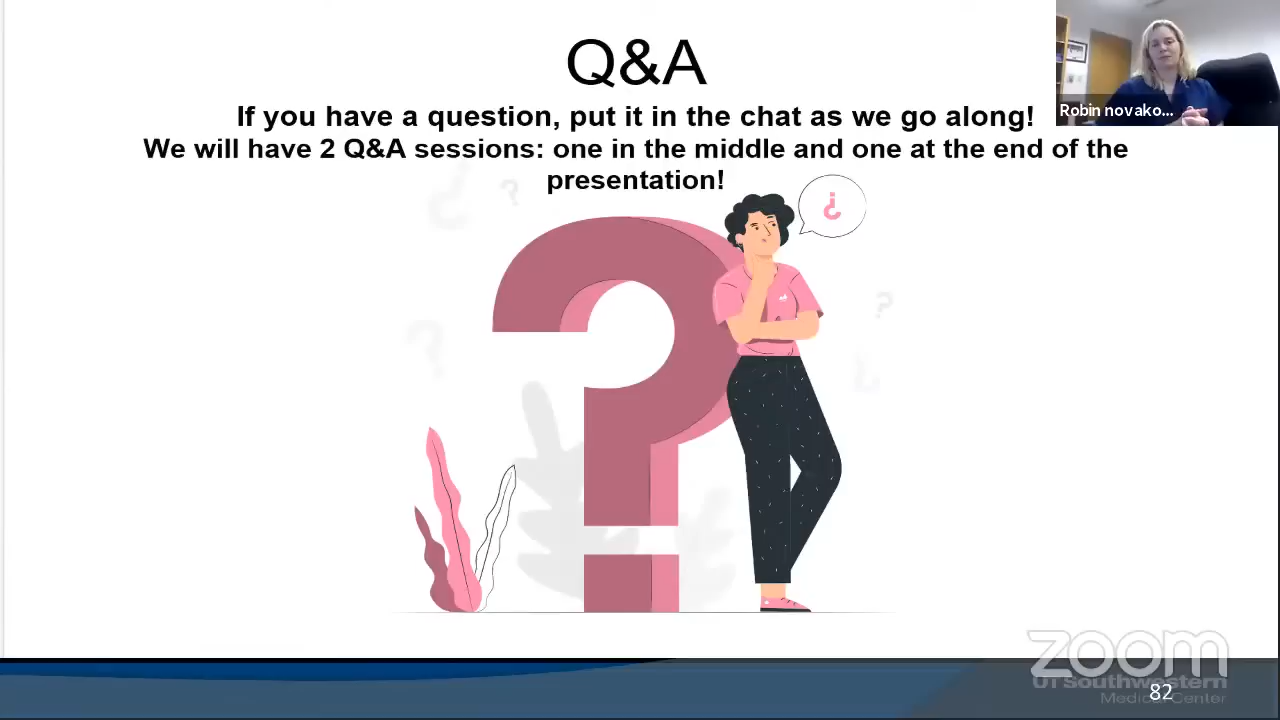 Q&A
If you have a question, put it in the chat as we go along!
We will have 2 Q&A sessions: one in the middle and one at the end of the
presentation!
Robin novako...
¿
?
zoom
UT Southwestern
Medical Center
82